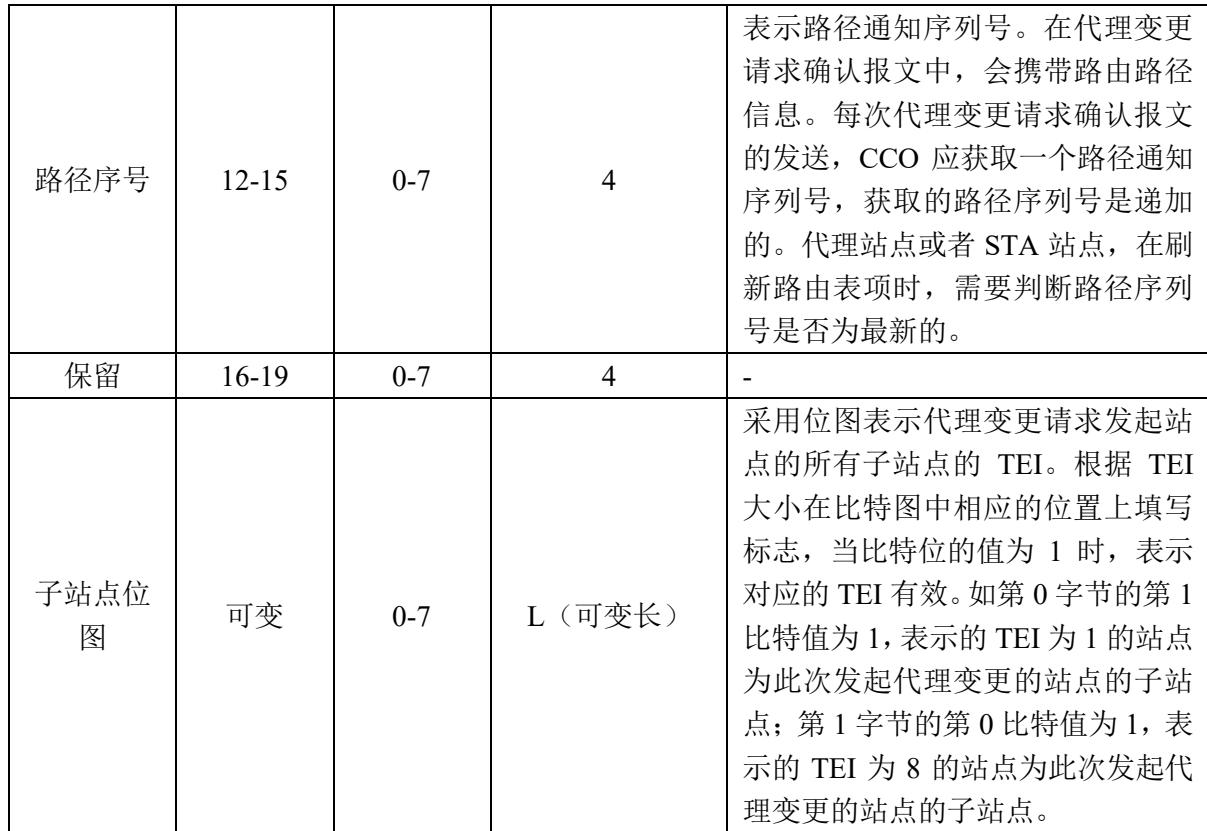 路径序号 12-15 0-7 4
表示路径通知序列号。在代理变更
请求确认报文中，会携带路由路径
信息。每次代理变更请求确认报文
的发送，CCO 应获取一个路径通知
序列号，获取的路径序列号是递加
的。代理站点或者 STA 站点，在刷
新路由表项时，需要判断路径序列
号是否为最新的。
保留 16-19 0-7 4 -
子站点位
图
可变 0-7 L（可变长）
采用位图表示代理变更请求发起站
点的所有子站点的 TEI。根据 TEI
大小在比特图中相应的位置上填写
标志，当比特位的值为 1 时，表示
对应的 TEI 有效。如第 0 字节的第 1
比特值为 1，表示的 TEI 为 1 的站点
为此次发起代理变更的站点的子站
点；第 1 字节的第 0 比特值为 1，表
示的 TEI 为 8 的站点为此次发起代
理变更的站点的子站点。